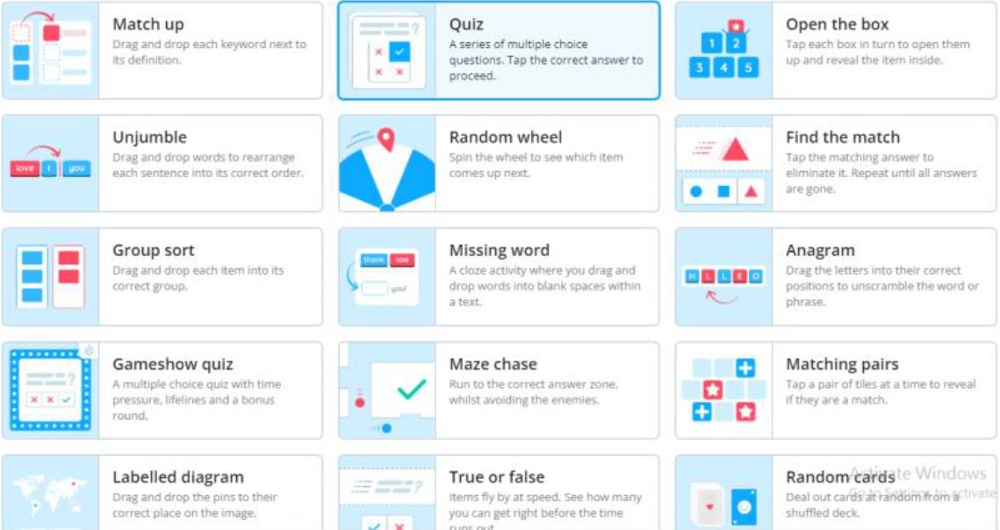 Match up
Drag and drop each keyword next to
its definition.
Quiz
A series of multiple choice
questions. Tap the correct answer to
proceed.
Open the box
Tap each box in turn to open them
up and reveal the item inside.
1 2
3 4 5
Unjumble
Drag and drop words to rearrange
each sentence into its correct order.
love I you
Random wheel
Spin the wheel to see which item
comes up next.
Find the match
Tap the matching answer to
eliminate it. Repeat until all answers
are gone.
Group sort
Drag and drop each item into its
correct group.
Missing word
A cloze activity where you drag and
drop words into blank spaces within
a text.
thank
you!
Anagram
Drag the letters into their correct
positions to unscramble the word or
phrase.
H L L E O
Gameshow quiz
A multiple choice quiz with time
pressure, lifelines and a bonus
round.
?
Maze chase
Run to the correct answer zone,
whilst avoiding the enemies.
Matching pairs
Tap a pair of tiles at a time to reveal
if they are a match.
Labelled diagram
Drag and drop the pins to their
correct place on the image.
True or false
Items fly by at speed. See how many
you can get right before the time
runs out.
?
Random cards
Deal out cards at random from a
shuffled deck.
Activate Windows
Go to Settings to activate